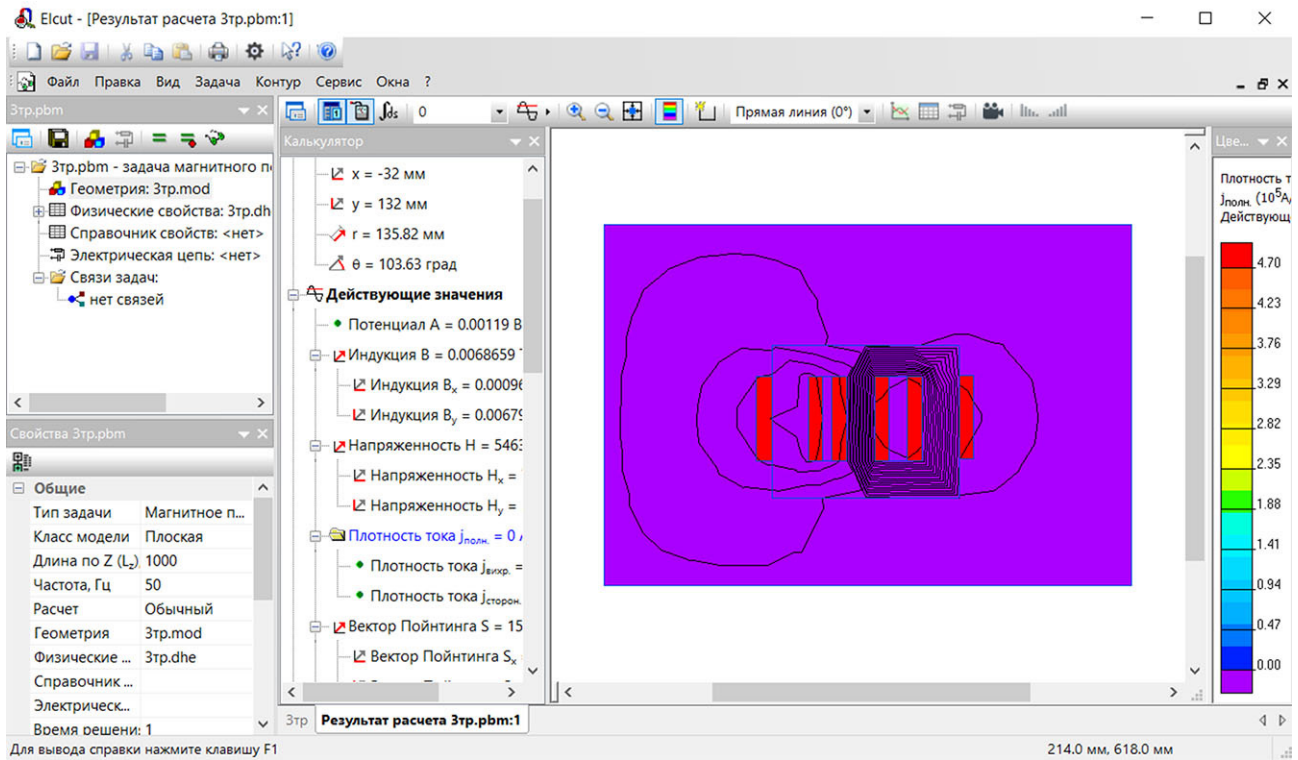 Elcut - [Результат расчета 3тр.pbm:1]
Файл Правка Вид Задача Контур Сервис Окна ?
3тр.pbm
3тр.pbm - задача магнитного п
Геометрия: 3тр.mod
Физические свойства: 3тр.dh
Справочник свойств: <нет>
Электрическая цепь: <нет>
Связи задач:
нет связей
Свойства 3тр.pbm
Общие
Тип задачи Магнитное п...
Класс модели Плоская
Длина по Z (Lz) 1000
Частота, Гц 50
Расчет Обычный
Геометрия 3тр.mod
Физические ... 3тр.dhe
Справочник ...
Электрическ...
Время решени: 1
∫ds 0
Прямая линия (0°)
Калькулятор
x = -32 мм
y = 132 мм
r = 135.82 мм
θ = 103.63 град
Действующие значения
Потенциал A = 0.00119 В
Индукция B = 0.0068659
Индукция Bx = 0.00096
Индукция By = 0.00679
Напряженность H = 5463
Напряженность Hx =
Напряженность Hy =
Плотность тока jполн. = 0
Плотность тока jвихр. =
Плотность тока jсторон.
Вектор Пойнтинга S = 15
Вектор Пойнтинга Sx
Цве...
Плотность т
jполн. (10⁵А/
Действующ
4.70
4.23
3.76
3.29
2.82
2.35
1.88
1.41
0.94
0.47
0.00
3тр Результат расчета 3тр.pbm:1
Для вывода справки нажмите клавишу F1
214.0 мм, 618.0 мм